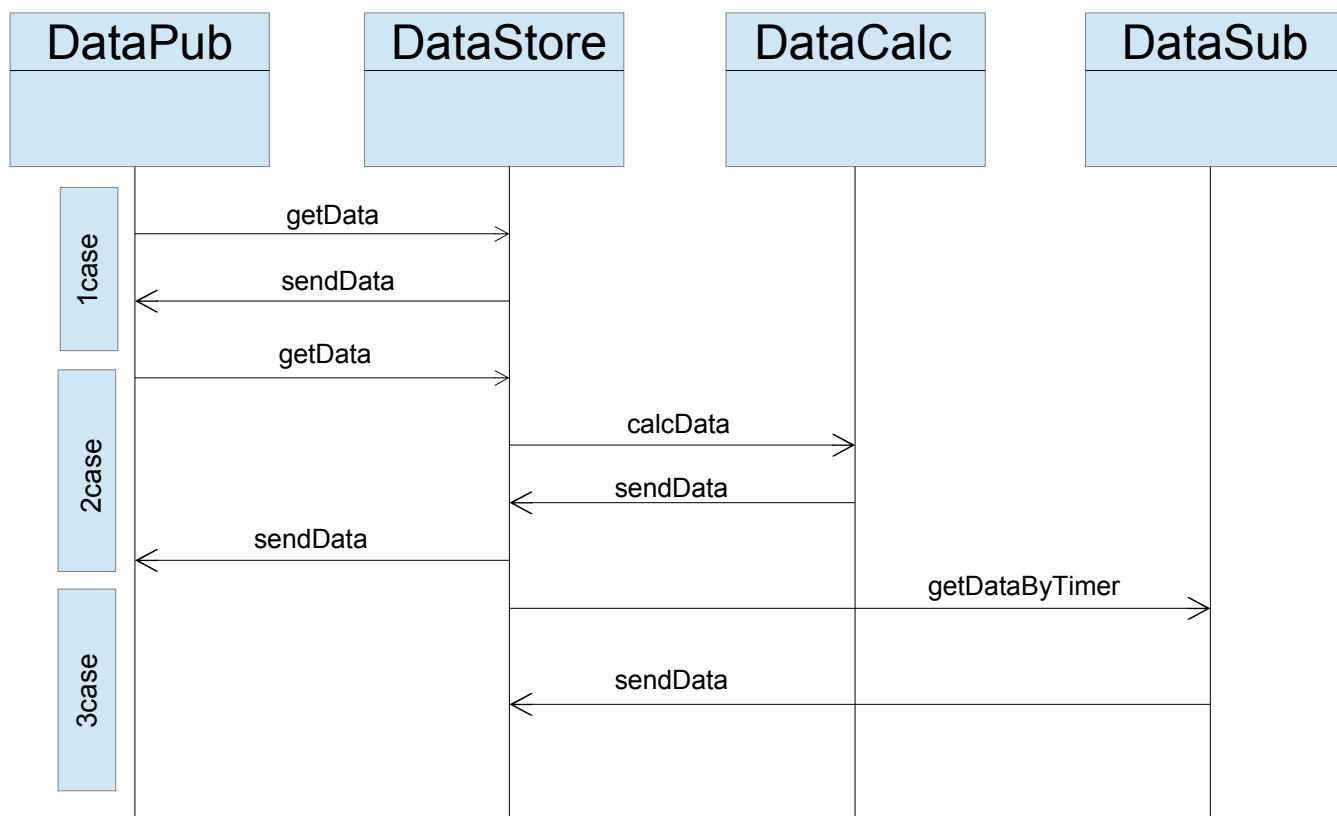 DataPub
DataStore
DataCalc
DataSub
1case
getData
sendData
2case
getData
calcData
sendData
sendData
3case
getDataByTimer
sendData